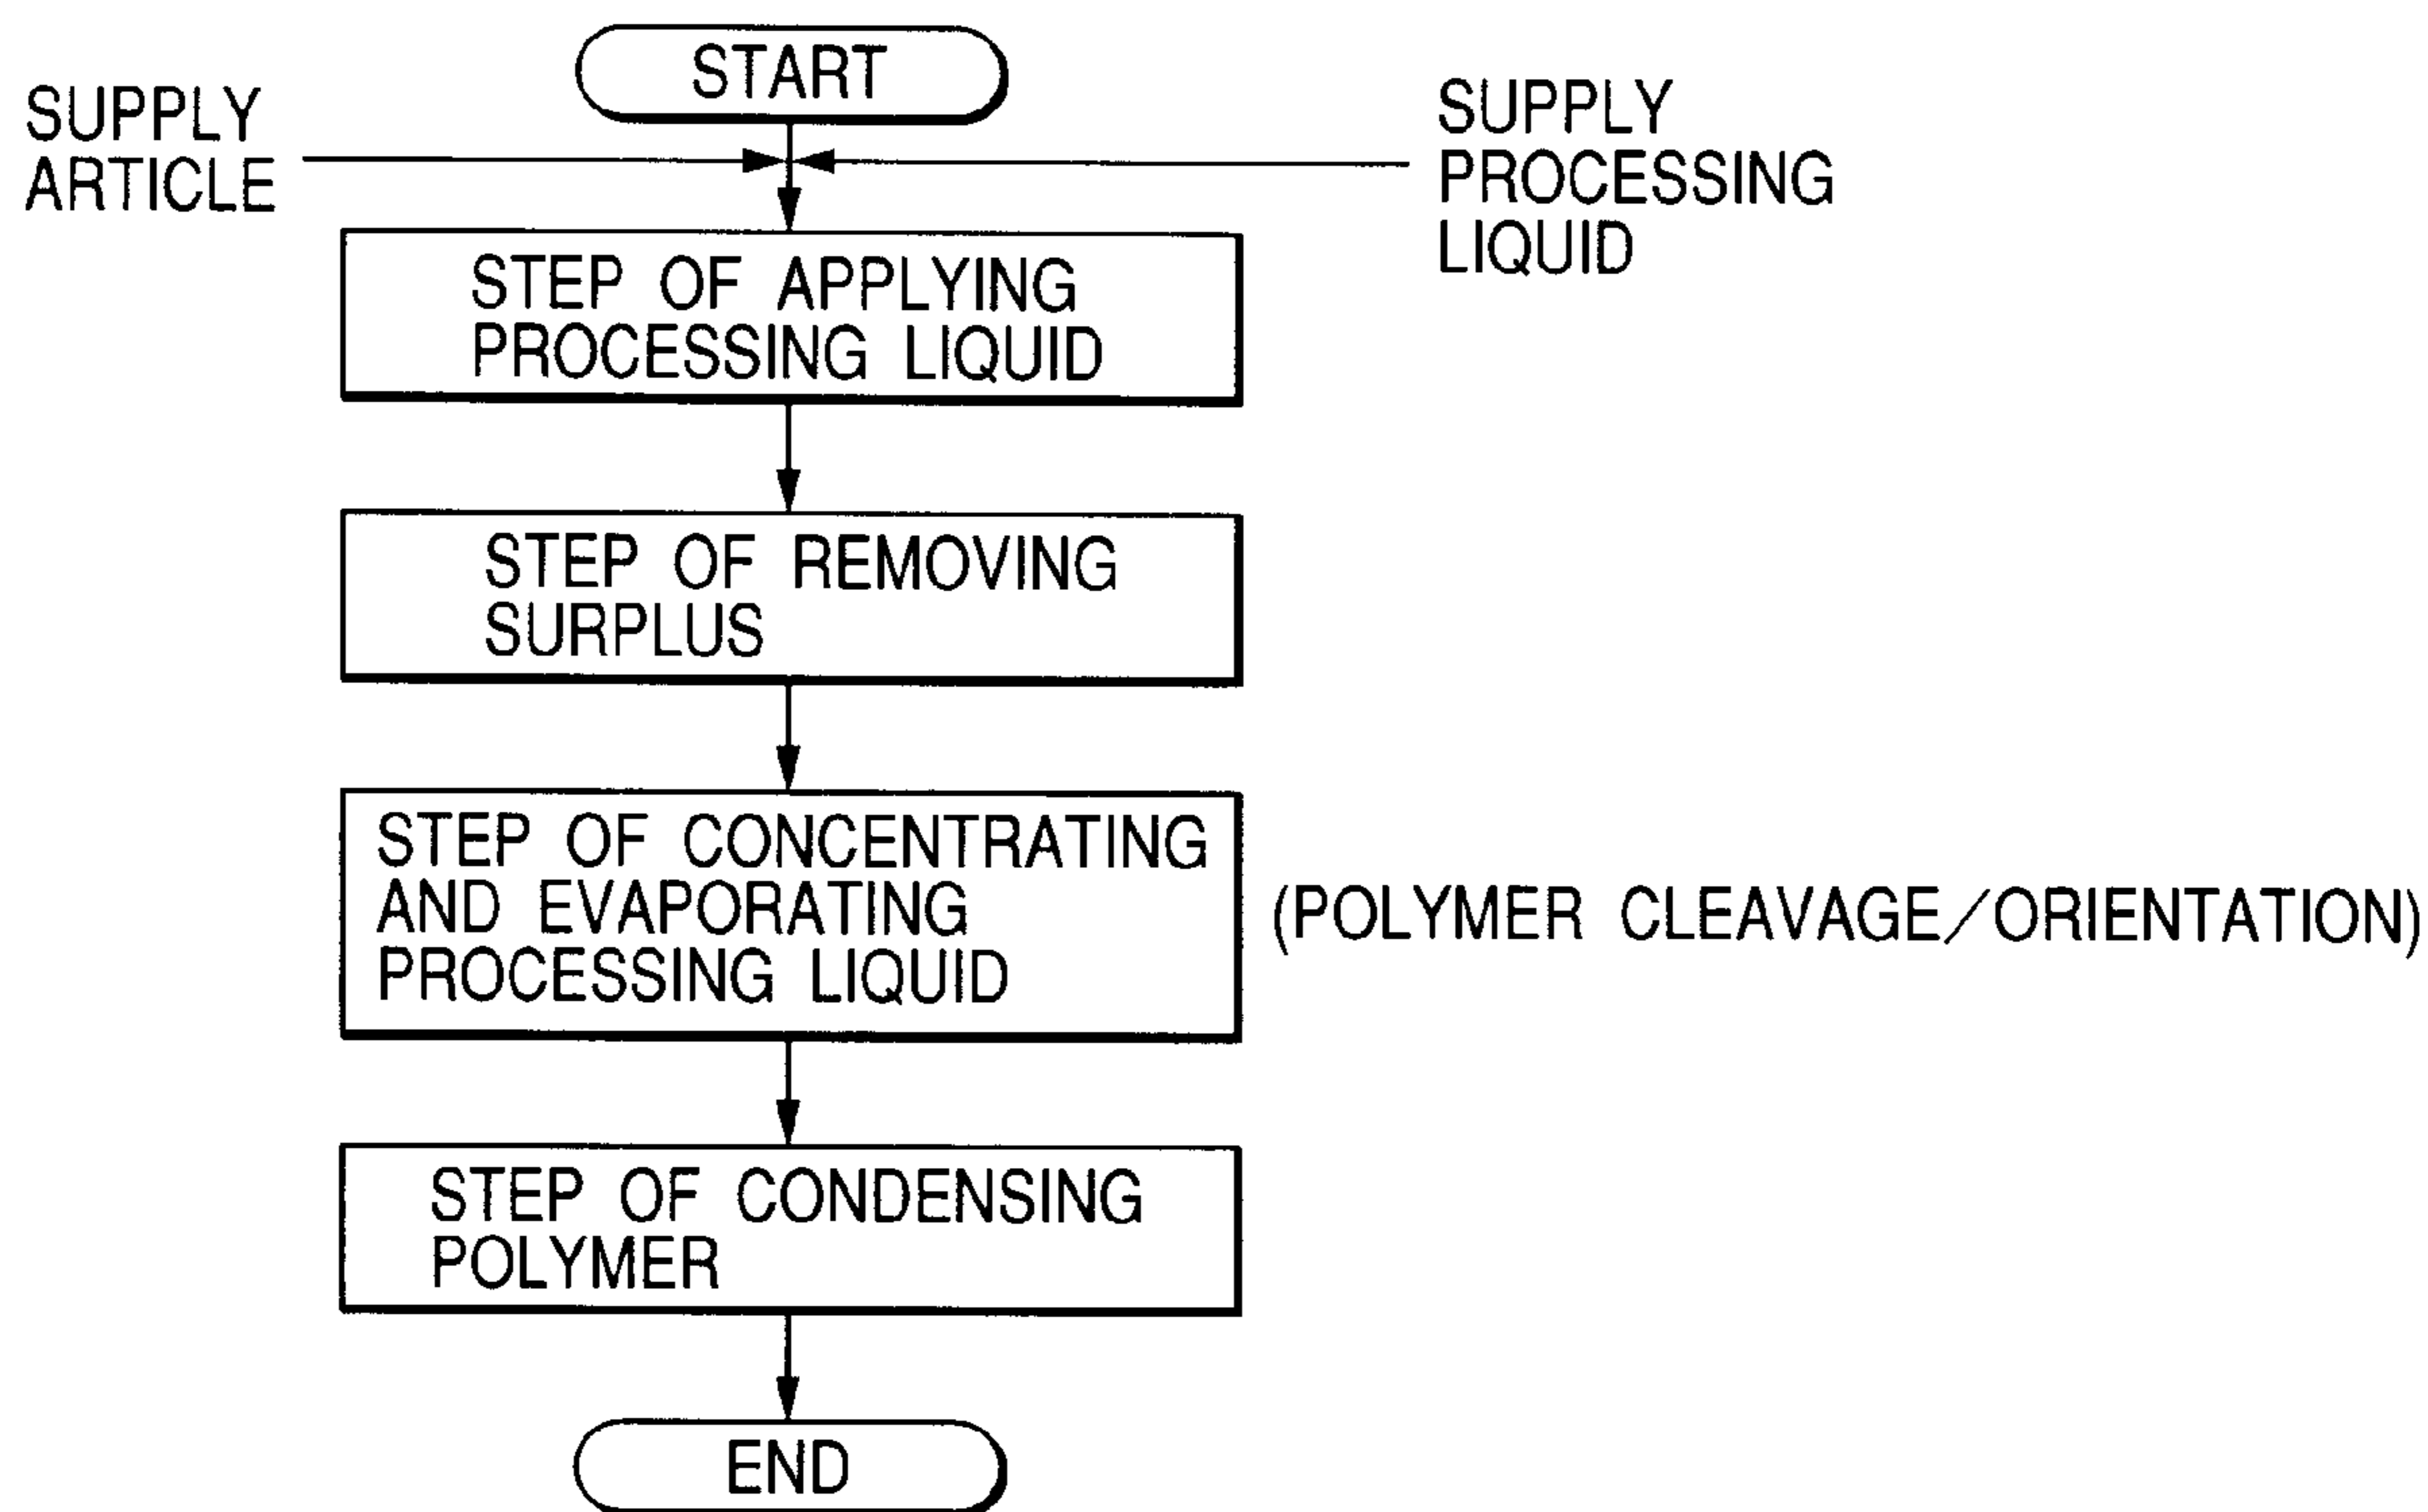 START
SUPPLY
ARTICLE
SUPPLY
PROCESSING
LIQUID
STEP OF APPLYING
PROCESSING LIQUID
STEP OF REMOVING
SURPLUS
STEP OF CONCENTRATING
AND EVAPORATING
PROCESSING LIQUID
(POLYMER CLEAVAGE/ORIENTATION)
STEP OF CONDENSING
POLYMER
END